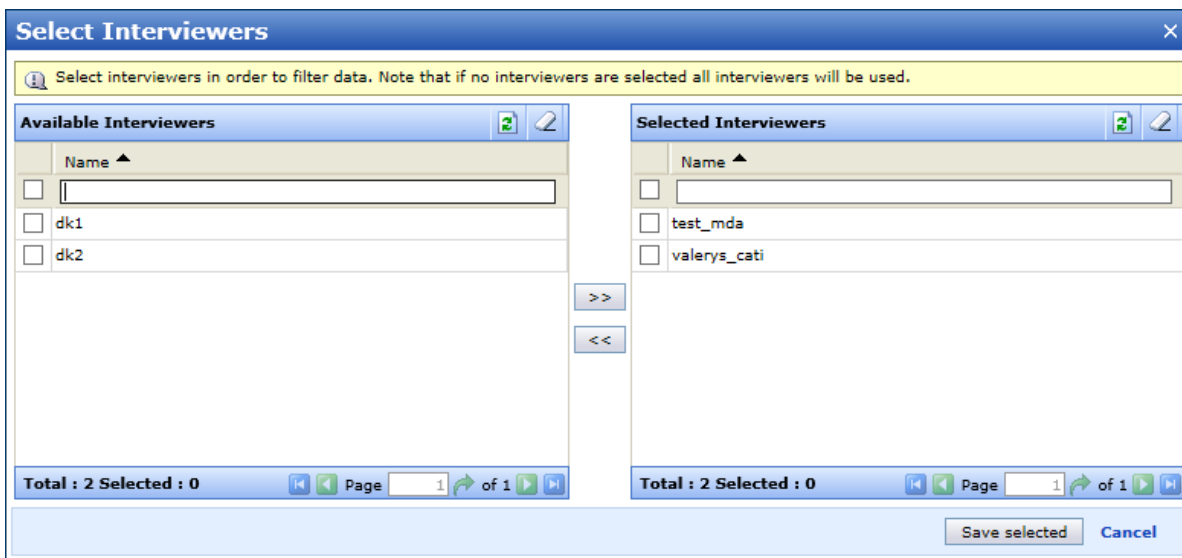 Select Interviewers
Select interviewers in order to filter data. Note that if no interviewers are selected all interviewers will be used.
Available Interviewers
Name
dk1
dk2
Total : 2 Selected : 0
Page 1 of 1
>>
<<
Selected Interviewers
Name
test_mda
valerys_cati
Total : 2 Selected : 0
Page 1 of 1
Save selected Cancel